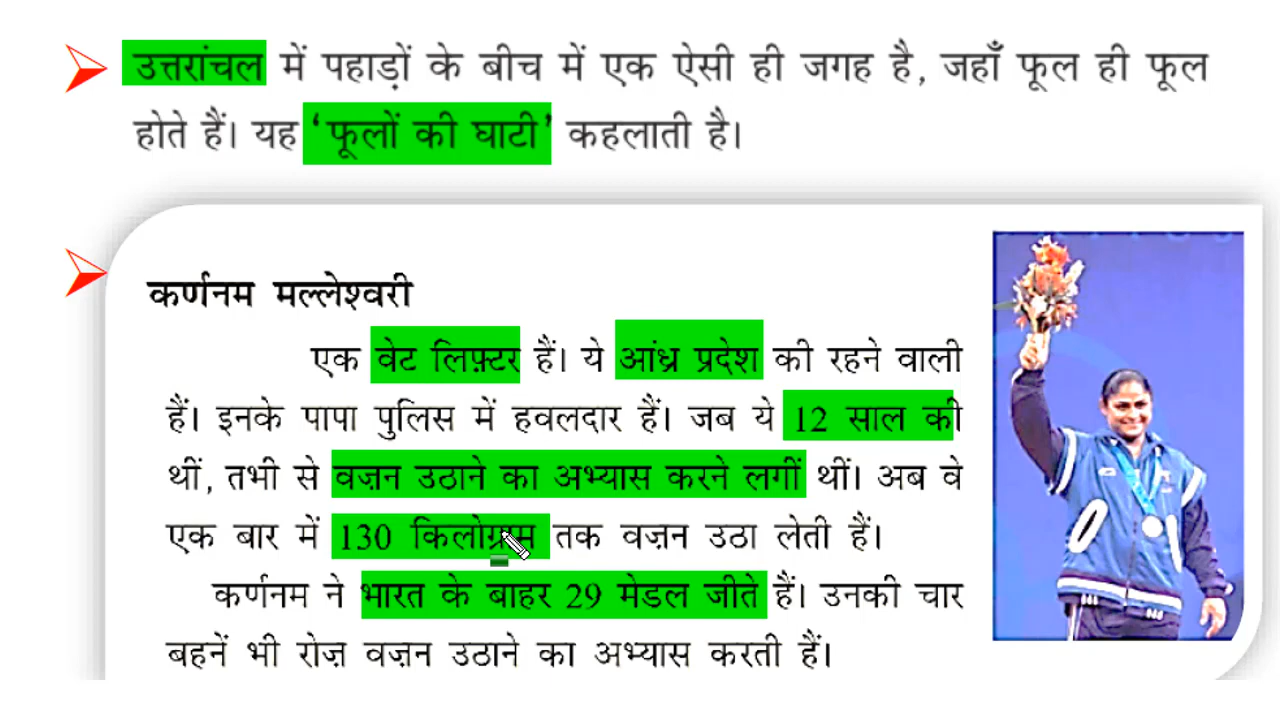 उत्तरांचल में पहाड़ों के बीच में एक ऐसी ही जगह है, जहाँ फूल ही फूल
होते हैं। यह 'फूलों की घाटी' कहलाती है।
कर्णनम मल्लेश्वरी
एक वेट लिफ़्टर हैं। ये आंध्र प्रदेश की रहने वाली
हैं। इनके पापा पुलिस में हवलदार हैं। जब ये 12 साल की
थीं, तभी से वज़न उठाने का अभ्यास करने लगीं थीं। अब वे
एक बार में 130 किलोग्राम तक वज़न उठा लेती हैं।
कर्णनम ने भारत के बाहर 29 मेडल जीते हैं। उनकी चार
बहनें भी रोज़ वज़न उठाने का अभ्यास करती हैं।